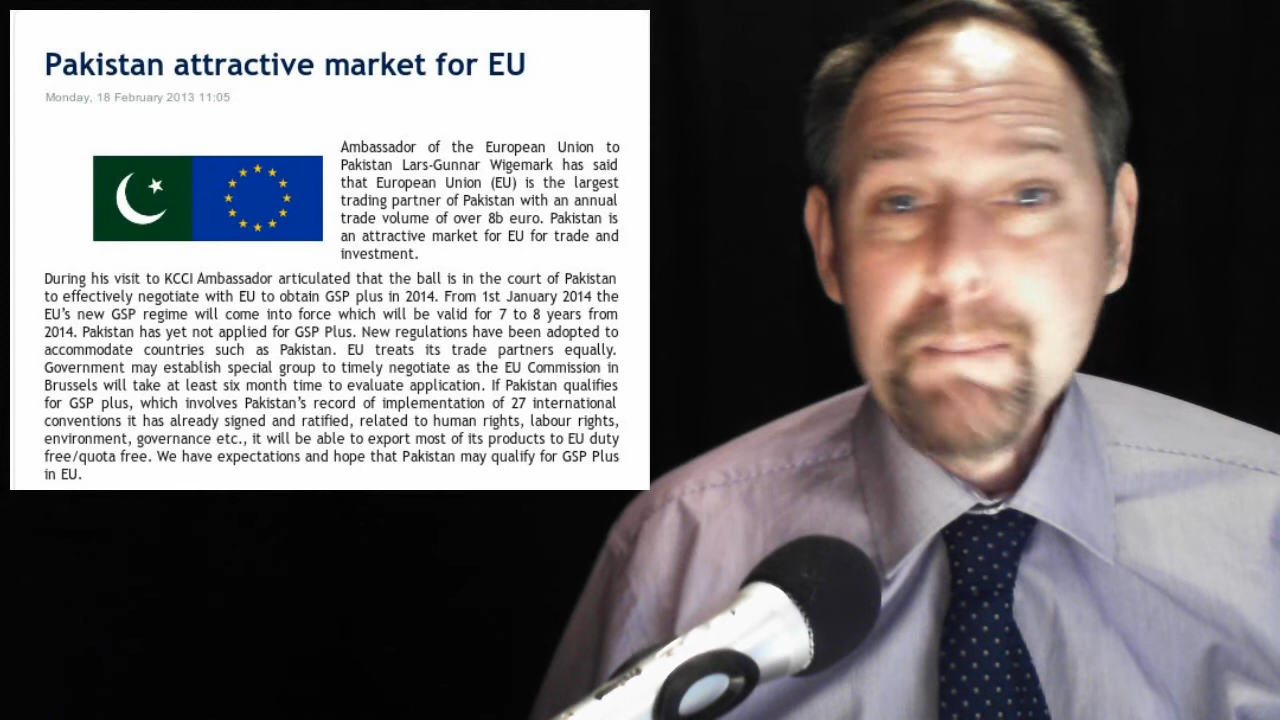 Pakistan attractive market for EU
Monday, 18 February 2013 11:05
Ambassador of the European Union to
Pakistan Lars-Gunnar Wigemark has said
that European Union (EU) is the largest
trading partner of Pakistan with an annual
trade volume of over 8b euro. Pakistan is
an attractive market for EU for trade and
investment.
During his visit to KCCI Ambassador articulated that the ball is in the court of Pakistan
to effectively negotiate with EU to obtain GSP plus in 2014. From 1st January 2014 the
EU's new GSP regime will come into force which will be valid for 7 to 8 years from
2014. Pakistan has yet not applied for GSP Plus. New regulations have been adopted to
accommodate countries such as Pakistan. EU treats its trade partners equally.
Government may establish special group to timely negotiate as the EU Commission in
Brussels will take at least six month time to evaluate application. If Pakistan qualifies
for GSP plus, which involves Pakistan's record of implementation of 27 international
conventions it has already signed and ratified, related to human rights, labour rights,
environment, governance etc., it will be able to export most of its products to EU duty
free/quota free. We have expectations and hope that Pakistan may qualify for GSP Plus
in EU.